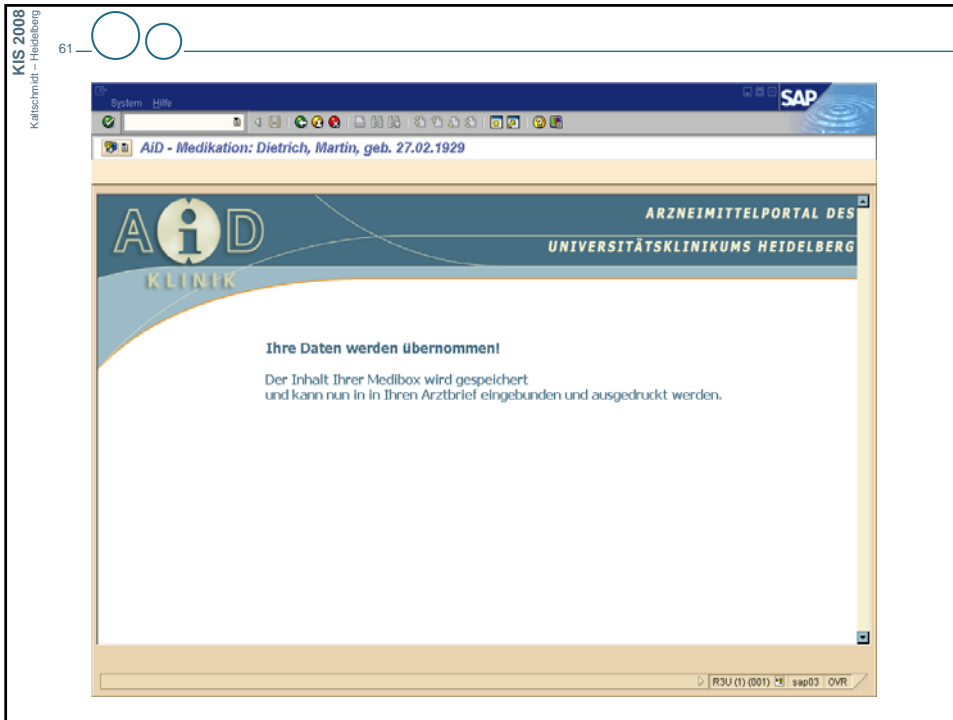 KIS 2008
Kaltschmidt – Heidelberg
61
System Hilfe
SAP
AiD - Medikation: Dietrich, Martin, geb. 27.02.1929
AiD
KLINIK
ARZNEIMITTELPORTAL DES
UNIVERSITÄTSKLINIKUMS HEIDELBERG
Ihre Daten werden übernommen!
Der Inhalt Ihrer Medibox wird gespeichert
und kann nun in in Ihren Arztbrief eingebunden und ausgedruckt werden.
R3U (1) (001) sap03 OVR